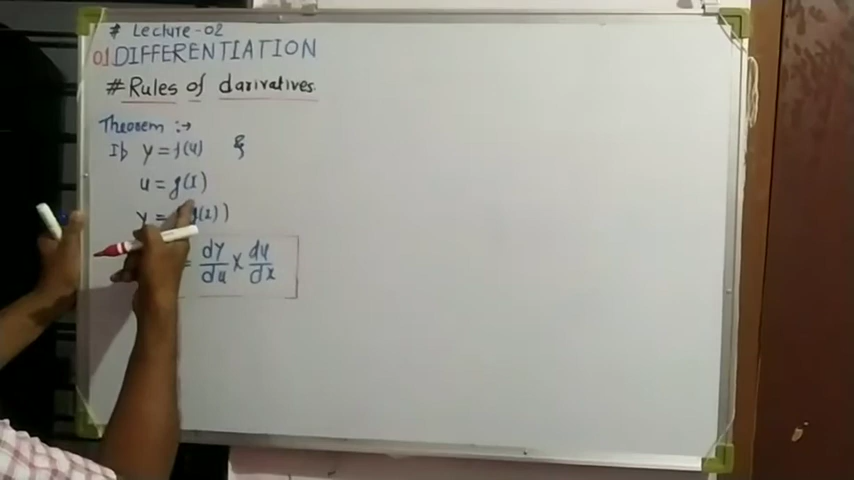 # Lecture-02
01 DIFFERENTIATION
# Rules of darivatives.
Theorem :→
If y = f(u) &
u = g(x)
y = g(x))
= dy/du × du/dx